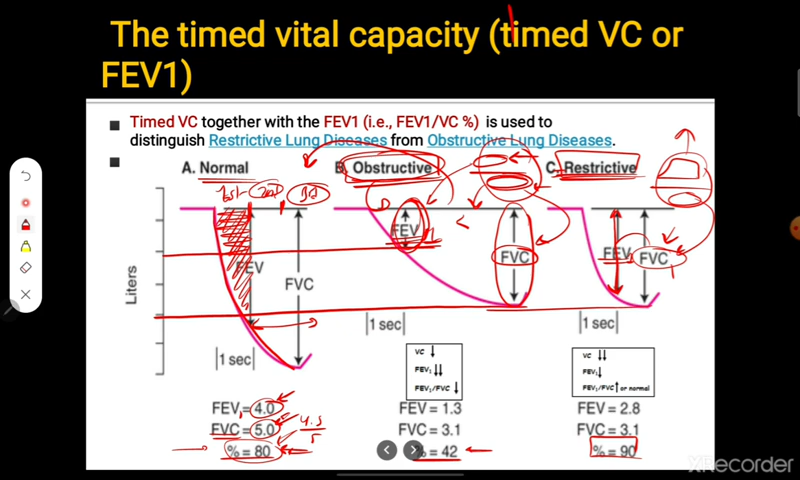 The timed vital capacity (timed VC or
FEV1)
Timed VC together with the FEV1 (i.e., FEV1/VC %) is used to
distinguish Restrictive Lung Diseases from Obstructive Lung Diseases.
A. Normal
B. Obstructive
C. Restrictive
1st 2nd 3rd
Liters
FEV
FVC
1 sec
FEV1
FVC
1 sec
FEV
FVC
1 sec
VC ↓
FEV₁ ↓↓
FEV₁/FVC ↓
VC ↓↓
FEV₁↓
FEV₁/FVC↑ or normal
FEV1 = 4.0
FVC = 5.0
% = 80
4.5
5
FEV = 1.3
FVC = 3.1
% = 42
FEV = 2.8
FVC = 3.1
% = 90
XRecorder